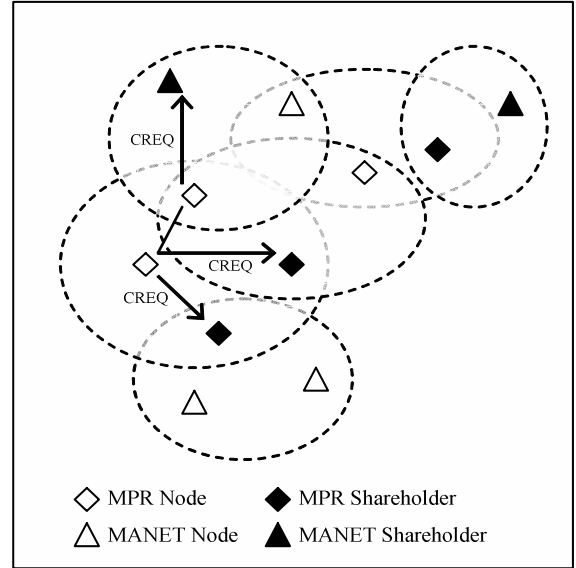 CREQ
CREQ
CREQ
MPR Node
MPR Shareholder
MANET Node
MANET Shareholder